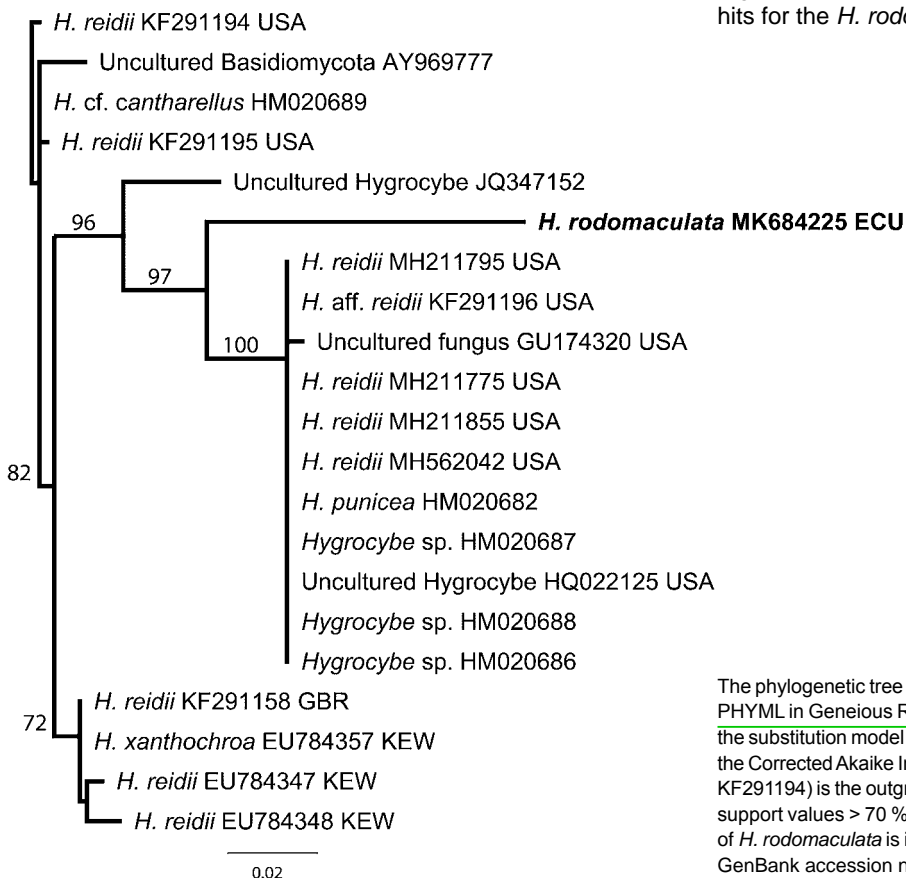 hits for the H.
H. reidii KF291194 USA
Uncultured Basidiomycota AY969777
H. cf. cantharellus HM020689
H. reidii KF291195 USA
Uncultured Hygrocybe JQ347152
96
H. rodomaculata MK684225 ECU
H. reidii MH211795 USA
97
H. aff. reidii KF291196 USA
100
Uncultured fungus GU174320 USA
H. reidii MH211775 USA
H. reidii MH211855 USA
H. reidii MH562042 USA
82
H. punicea HM020682
Hygrocybe sp. HM020687
Uncultured Hygrocybe HQ022125 USA
Hygrocybe sp. HM020688
Hygrocybe sp. HM020686
H. reidii KF291158 GBR
72
H. xanthochroa EU784357 KEW
H. reidii EU784347 KEW
H. reidii EU784348 KEW
0.02
The phylogenetic tree
PHYML in Geneious
the substitution model
the Corrected Akaike
KF291194) is the
support values > 70 %
of H. rodomaculata is
GenBank accession